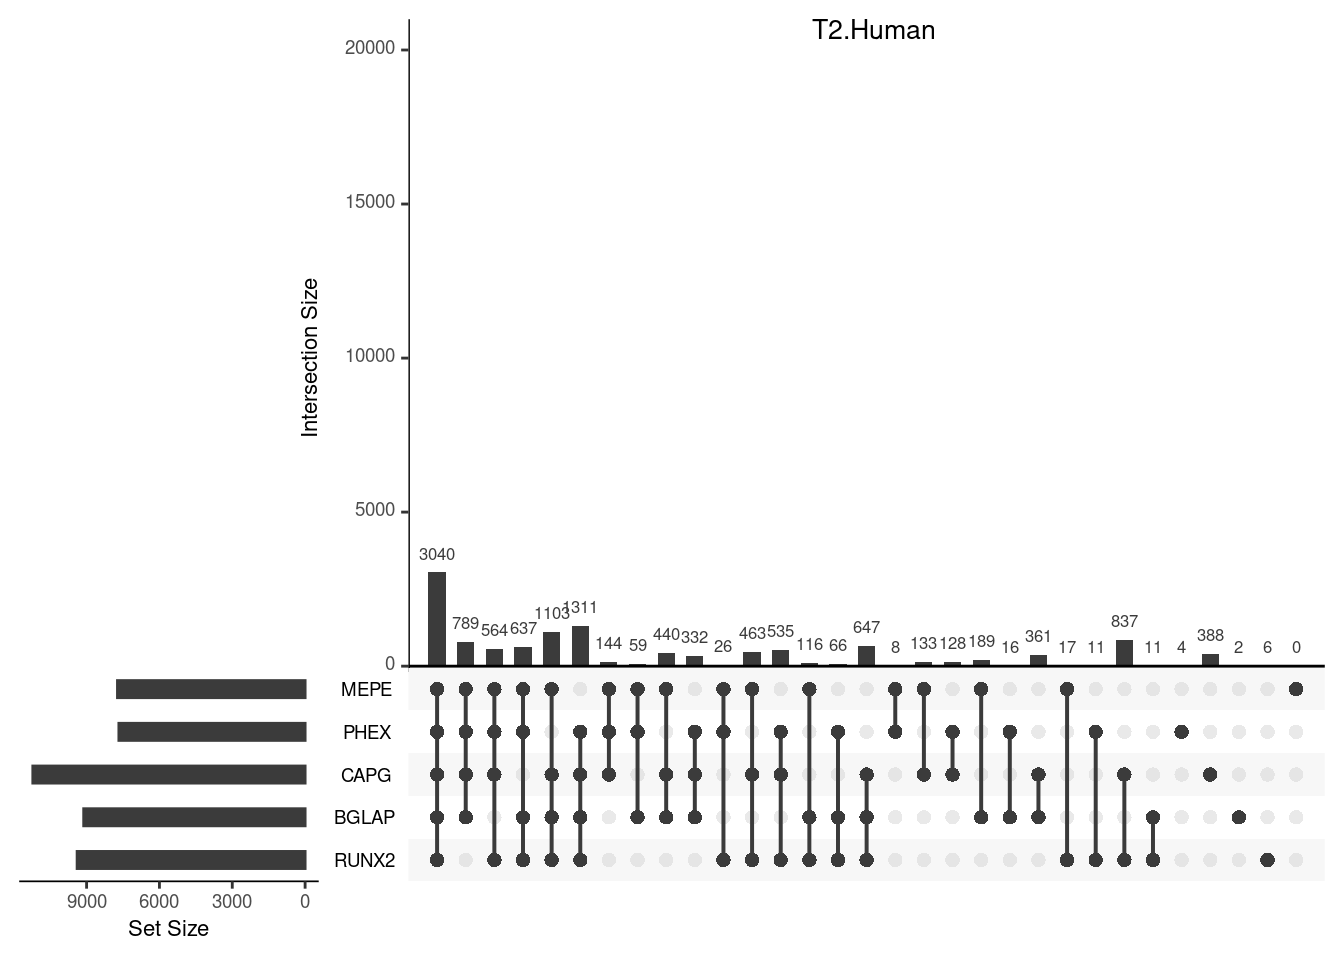 T2.Human
20000
15000
10000
5000
0
Intersection Size
3040 789 564 637 1103 1311 144 59 440 332 26 463 535 116 66 647 8 133 128 189 16 361 17 11 837 11 4 388 2 6 0
MEPE
PHEX
CAPG
BGLAP
RUNX2
9000 6000 3000 0
Set Size